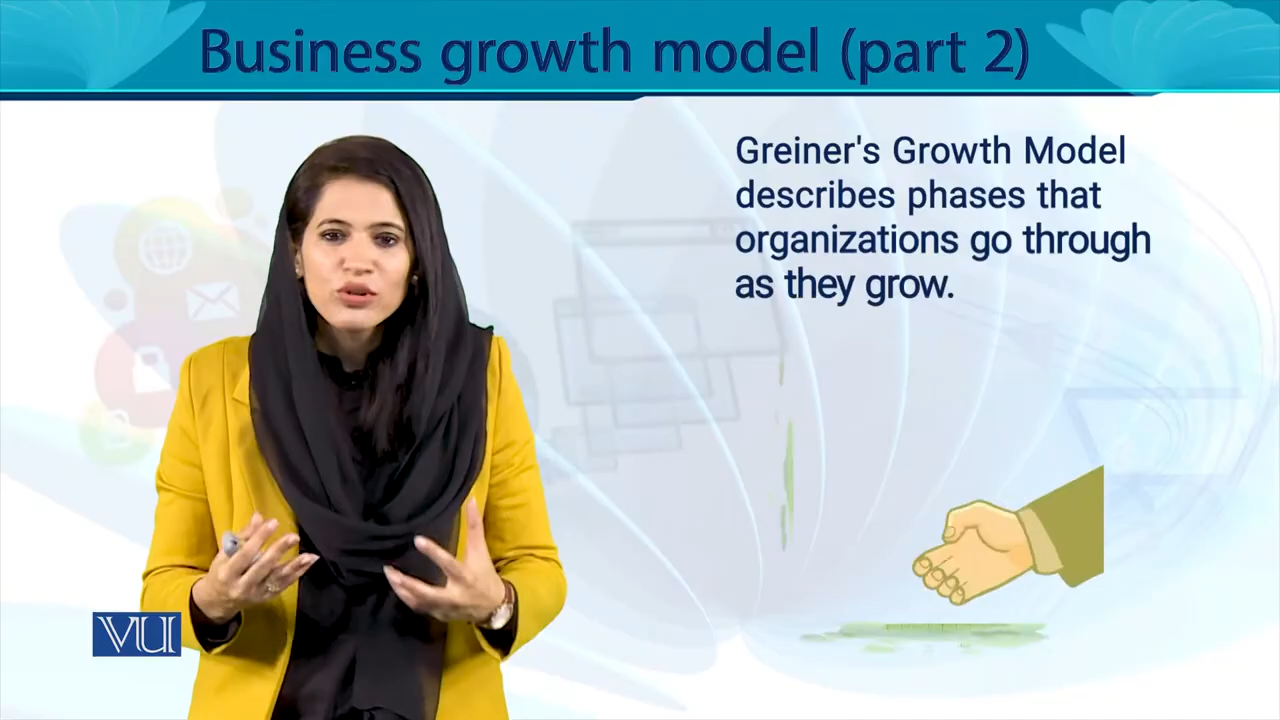 Business growth model (part 2)
Greiner's Growth Model
describes phases that
organizations go through
as they grow.
VU